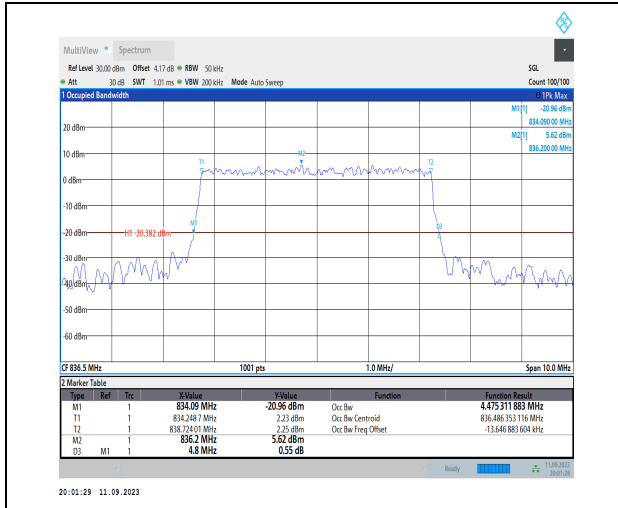 MultiView Spectrum
Ref Level 30.00 dBm Offset 4.17 dB RBW 50 kHz SGL
Att 30 dB SWT 1.01 ms VBW 200 kHz Mode Auto Sweep Count 100/100
1 Occupied Bandwidth 1Pk Max
M1[1] -20.96 dBm
834.090 00 MHz
M2[1] 5.62 dBm
836.200 00 MHz
20 dBm
10 dBm
T1 M2 T2
0 dBm
-10 dBm
M1 D3
-20 dBm H1 -20.382 dBm
-30 dBm
-40 dBm
-50 dBm
-60 dBm
CF 836.5 MHz 1001 pts 1.0 MHz/ Span 10.0 MHz
2 Marker Table
Type Ref Trc X-Value Y-Value Function Function Result
M1 1 834.09 MHz -20.96 dBm Occ Bw 4.475 311 883 MHz
T1 1 834.248 7 MHz 2.23 dBm Occ Bw Centroid 836.486 353 116 MHz
T2 1 838.724 01 MHz 2.25 dBm Occ Bw Freq Offset -13.646 883 604 kHz
M2 1 836.2 MHz 5.62 dBm
D3 M1 1 4.8 MHz 0.55 dB
Ready 11.09.2023
20:01:28
20:01:29 11.09.2023